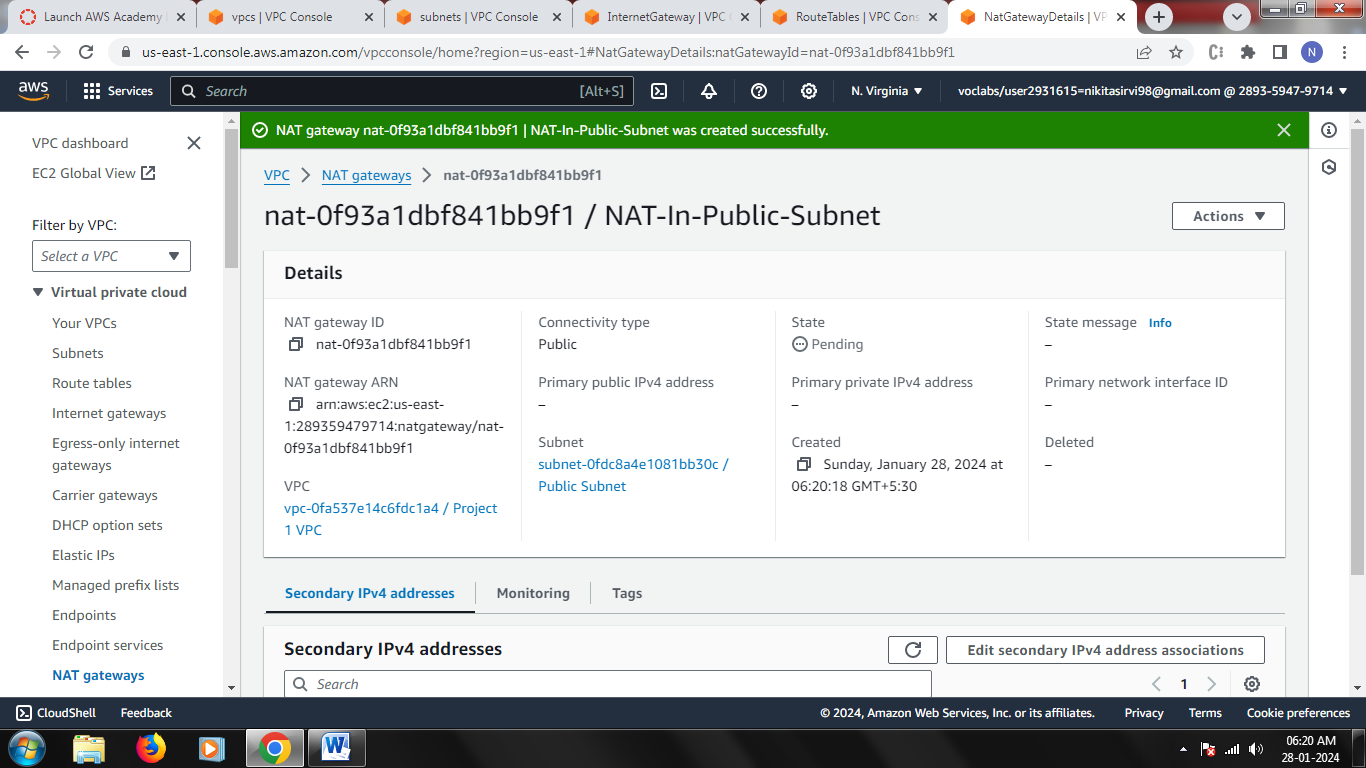 Launch AWS Academy
vpcs | VPC Console
subnets | VPC Console
InternetGateway | VPC
RouteTables | VPC Cons
NatGatewayDetails | VP
us-east-1.console.aws.amazon.com/vpcconsole/home?region=us-east-1#NatGatewayDetails:natGatewayId=nat-0f93a1dbf841bb9f1
N
aws
Services
Search
[Alt+S]
N. Virginia
voclabs/user2931615=nikitasirvi98@gmail.com @ 2893-5947-9714
VPC dashboard
EC2 Global View
Filter by VPC:
Select a VPC
Virtual private cloud
Your VPCs
Subnets
Route tables
Internet gateways
Egress-only internet
gateways
Carrier gateways
DHCP option sets
Elastic IPs
Managed prefix lists
Endpoints
Endpoint services
NAT gateways
NAT gateway nat-0f93a1dbf841bb9f1 | NAT-In-Public-Subnet was created successfully.
VPC
NAT gateways
nat-0f93a1dbf841bb9f1
nat-0f93a1dbf841bb9f1 / NAT-In-Public-Subnet
Actions
Details
NAT gateway ID
nat-0f93a1dbf841bb9f1
NAT gateway ARN
arn:aws:ec2:us-east-
1:289359479714:natgateway/nat-
0f93a1dbf841bb9f1
VPC
vpc-0fa537e14c6fdc1a4 / Project
1 VPC
Connectivity type
Public
Primary public IPv4 address
–
Subnet
subnet-0fdc8a4e1081bb30c /
Public Subnet
State
Pending
Primary private IPv4 address
–
Created
Sunday, January 28, 2024 at
06:20:18 GMT+5:30
State message Info
–
Primary network interface ID
–
Deleted
–
Secondary IPv4 addresses
Monitoring
Tags
Secondary IPv4 addresses
Edit secondary IPv4 address associations
Search
1
CloudShell
Feedback
© 2024, Amazon Web Services, Inc. or its affiliates.
Privacy
Terms
Cookie preferences
06:20 AM
28-01-2024